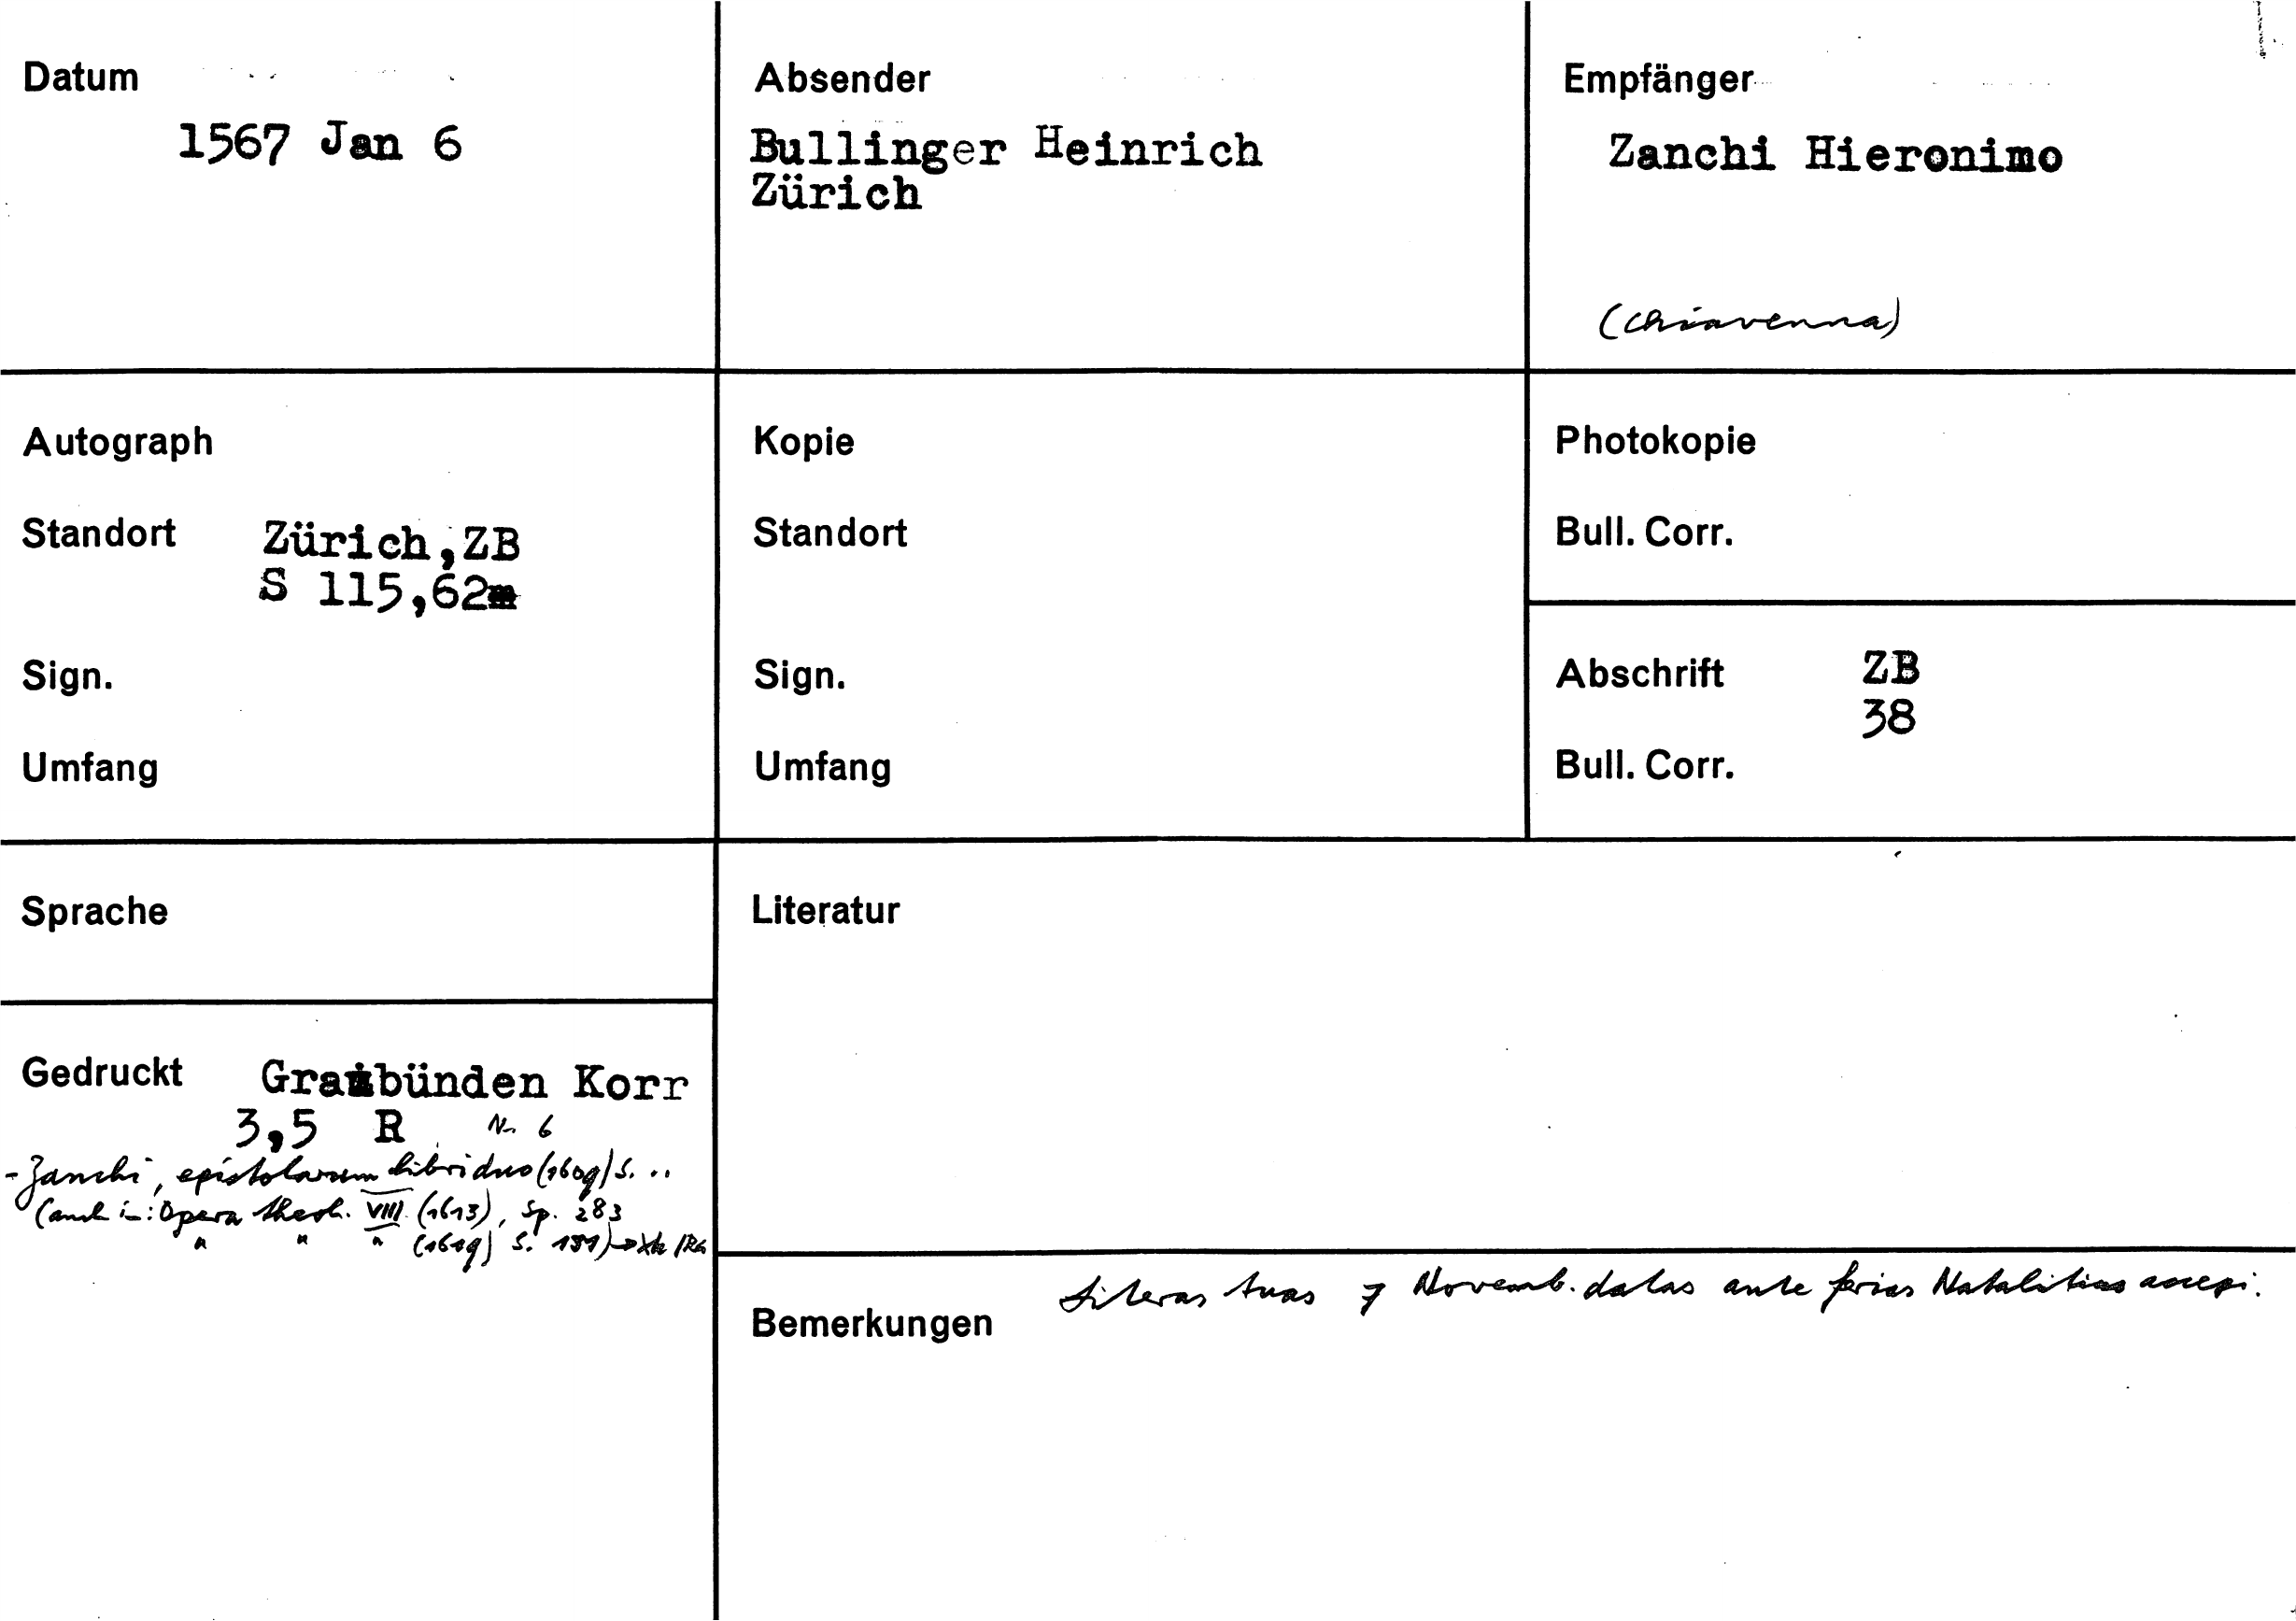 Datum
1567 Jan 6
Absender
Bullinger Heinrich
Zürich
Empfänger
Zanchi Hieronimo
(Chiavenna)
Autograph
Standort Zürich, ZB
S 115,62
Sign.
Umfang
Kopie
Standort
Sign.
Umfang
Photokopie
Bull. Corr.
Abschrift ZB
38
Bull. Corr.
Sprache
Literatur
Gedruckt Graubünden Korr
3,5 R Nr. 6
- Zanchi, epistolarum libri duo (1609) S. ..
(auch in: Opera theol. VIII (1613), Sp. 283
" " " (1619) S.
Bemerkungen
Literas tuas 7 Novemb. datas ante ferias Natalitias accepi.